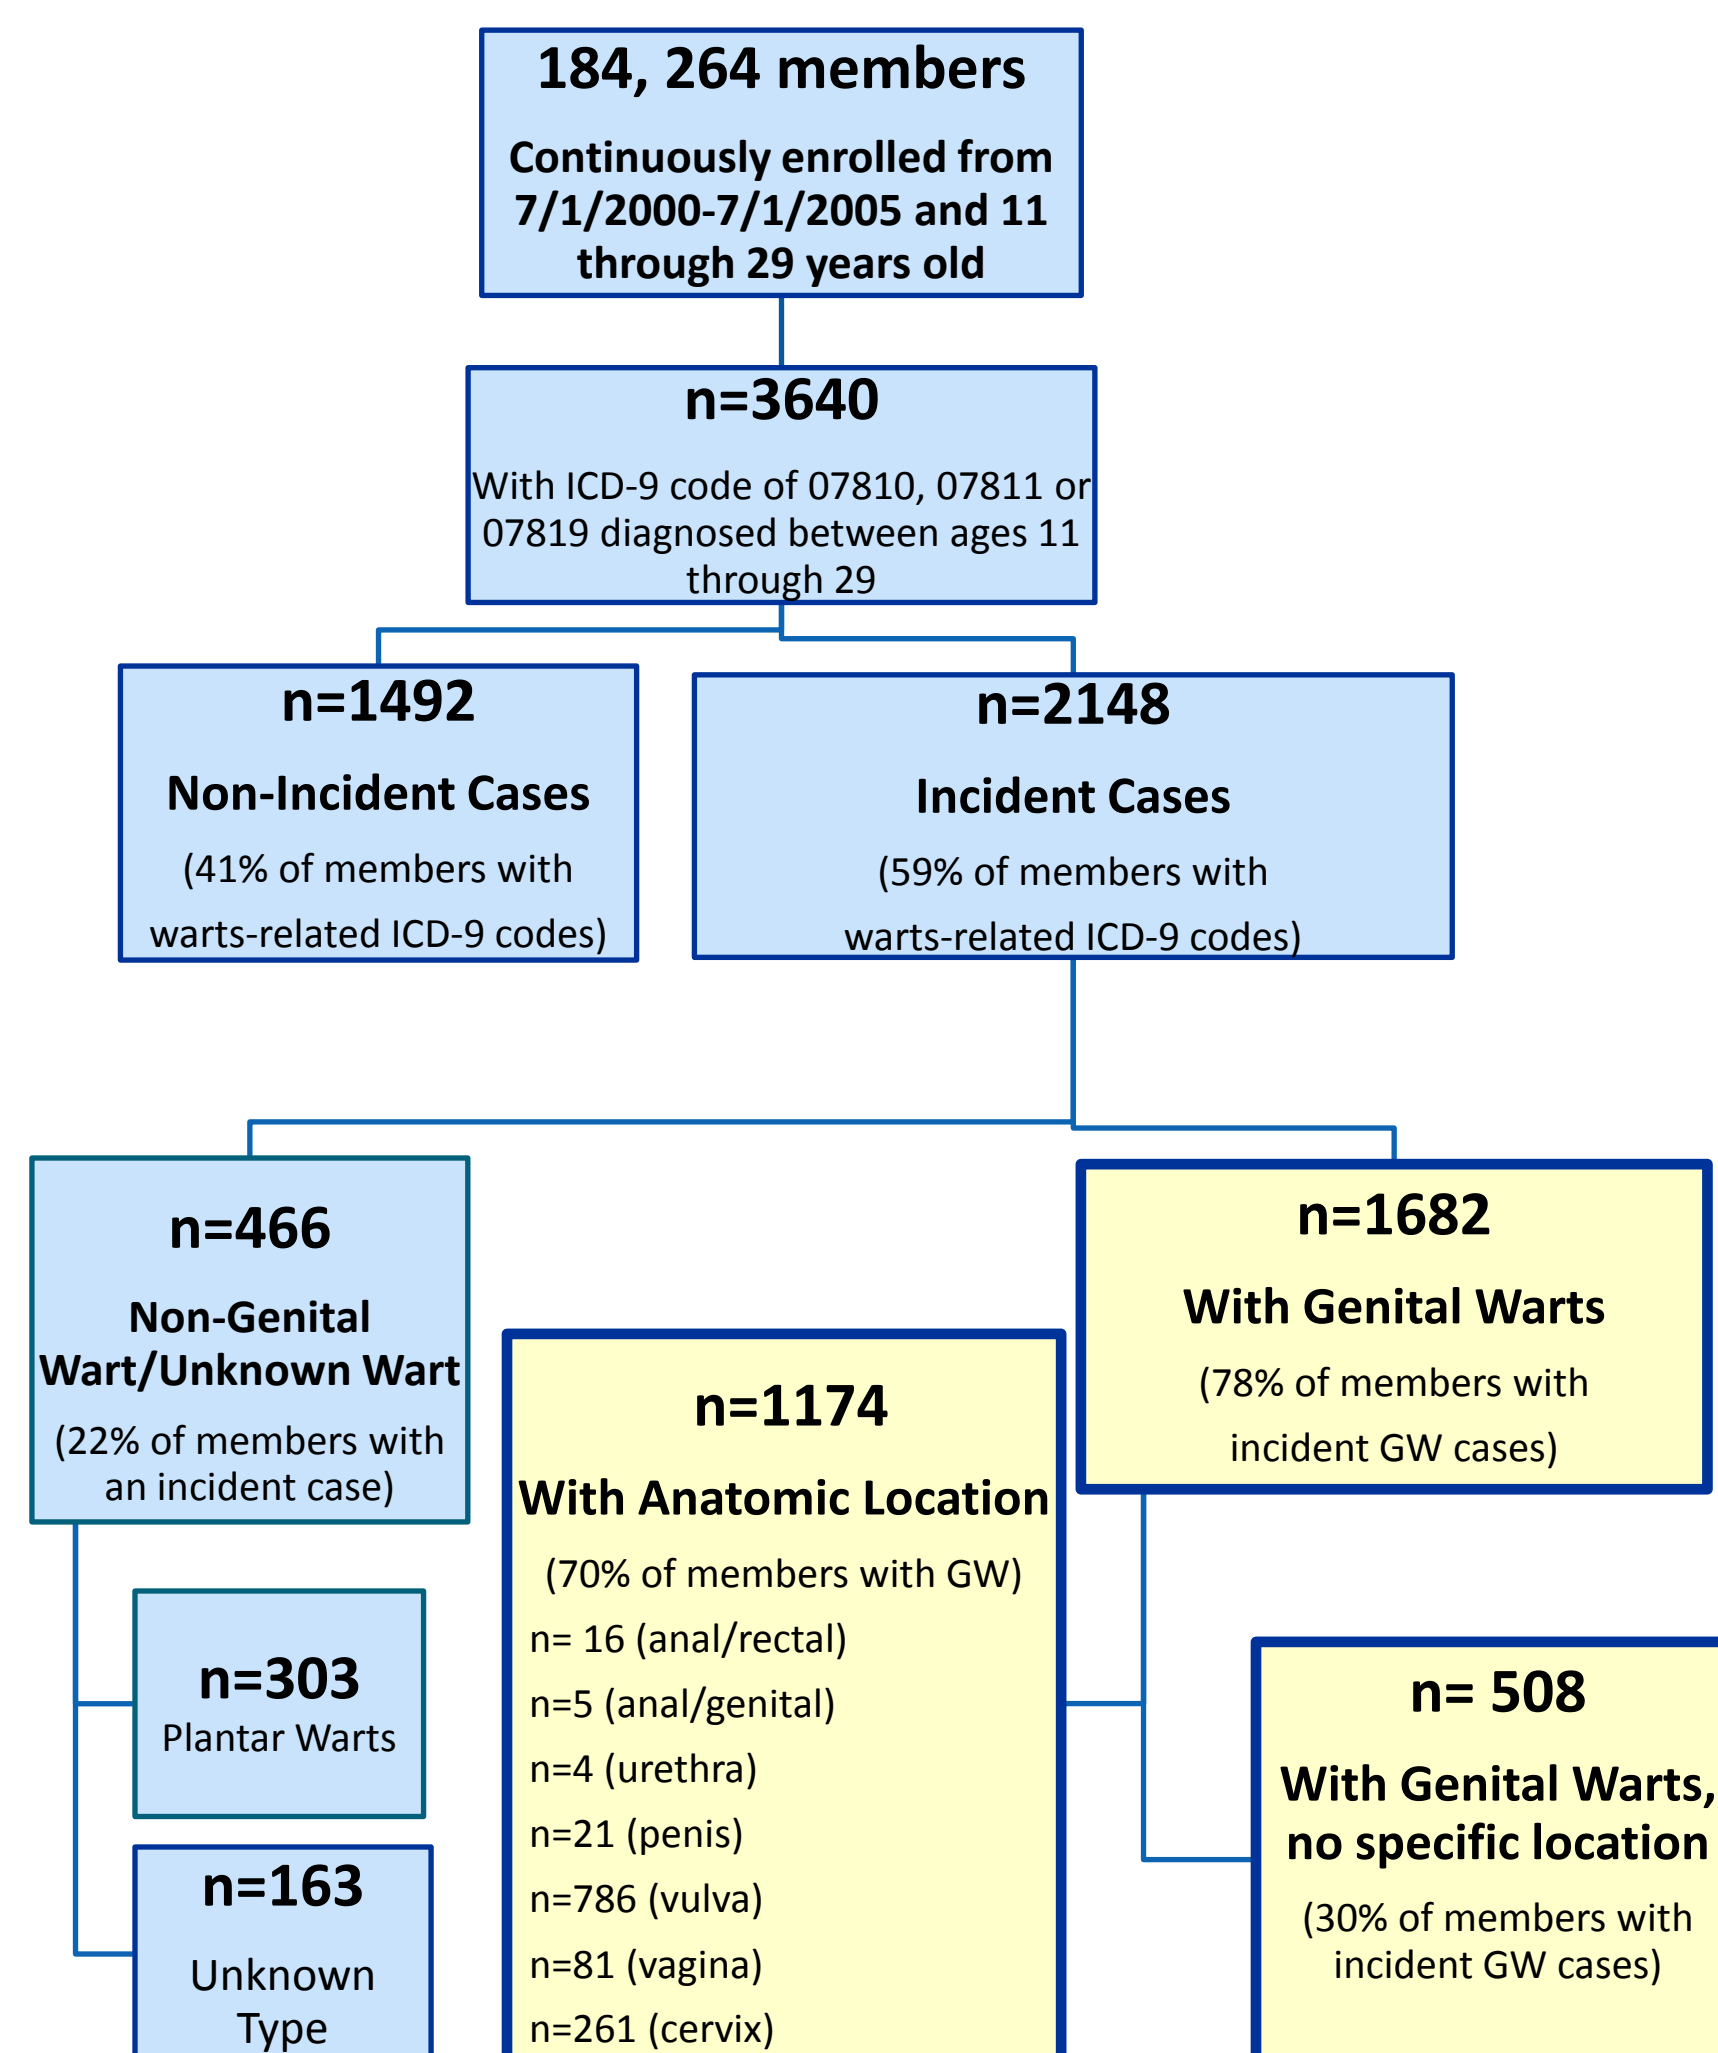 184, 264 members
Continuously enrolled from
7/1/2000-7/1/2005 and 11
through 29 years old
n=3640
With ICD-9 code of 07810, 07811 or
07819 diagnosed between ages 11
through 29
n=1492
Non-Incident Cases
(41% of members with
warts-related ICD-9 codes)
n=2148
Incident Cases
(59% of members with
warts-related ICD-9 codes)
n=466
Non-Genital
Wart/Unknown Wart
(22% of members with
an incident case)
n=1682
With Genital Warts
(78% of members with
incident GW cases)
n=303
Plantar Warts
n=163
Unknown
Type
n=1174
With Anatomic Location
(70% of members with GW)
n= 16 (anal/rectal)
n=5 (anal/genital)
n=4 (urethra)
n=21 (penis)
n=786 (vulva)
n=81 (vagina)
n=261 (cervix)
n= 508
With Genital Warts,
no specific location
(30% of members with
incident GW cases)